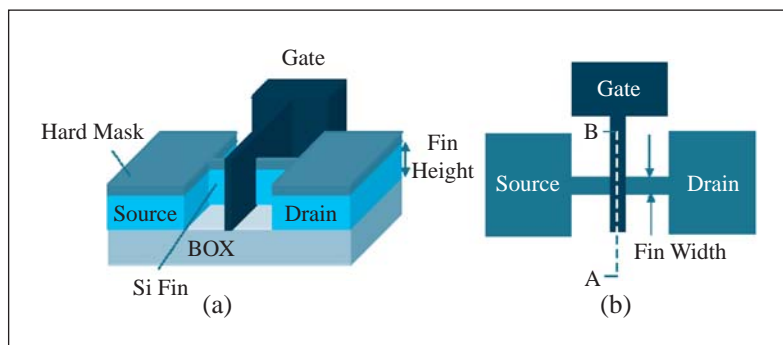 Gate
Hard Mask
Fin
Height
Source
Drain
BOX
Si Fin
(a)
Gate
B
Source
Drain
Fin Width
A
(b)